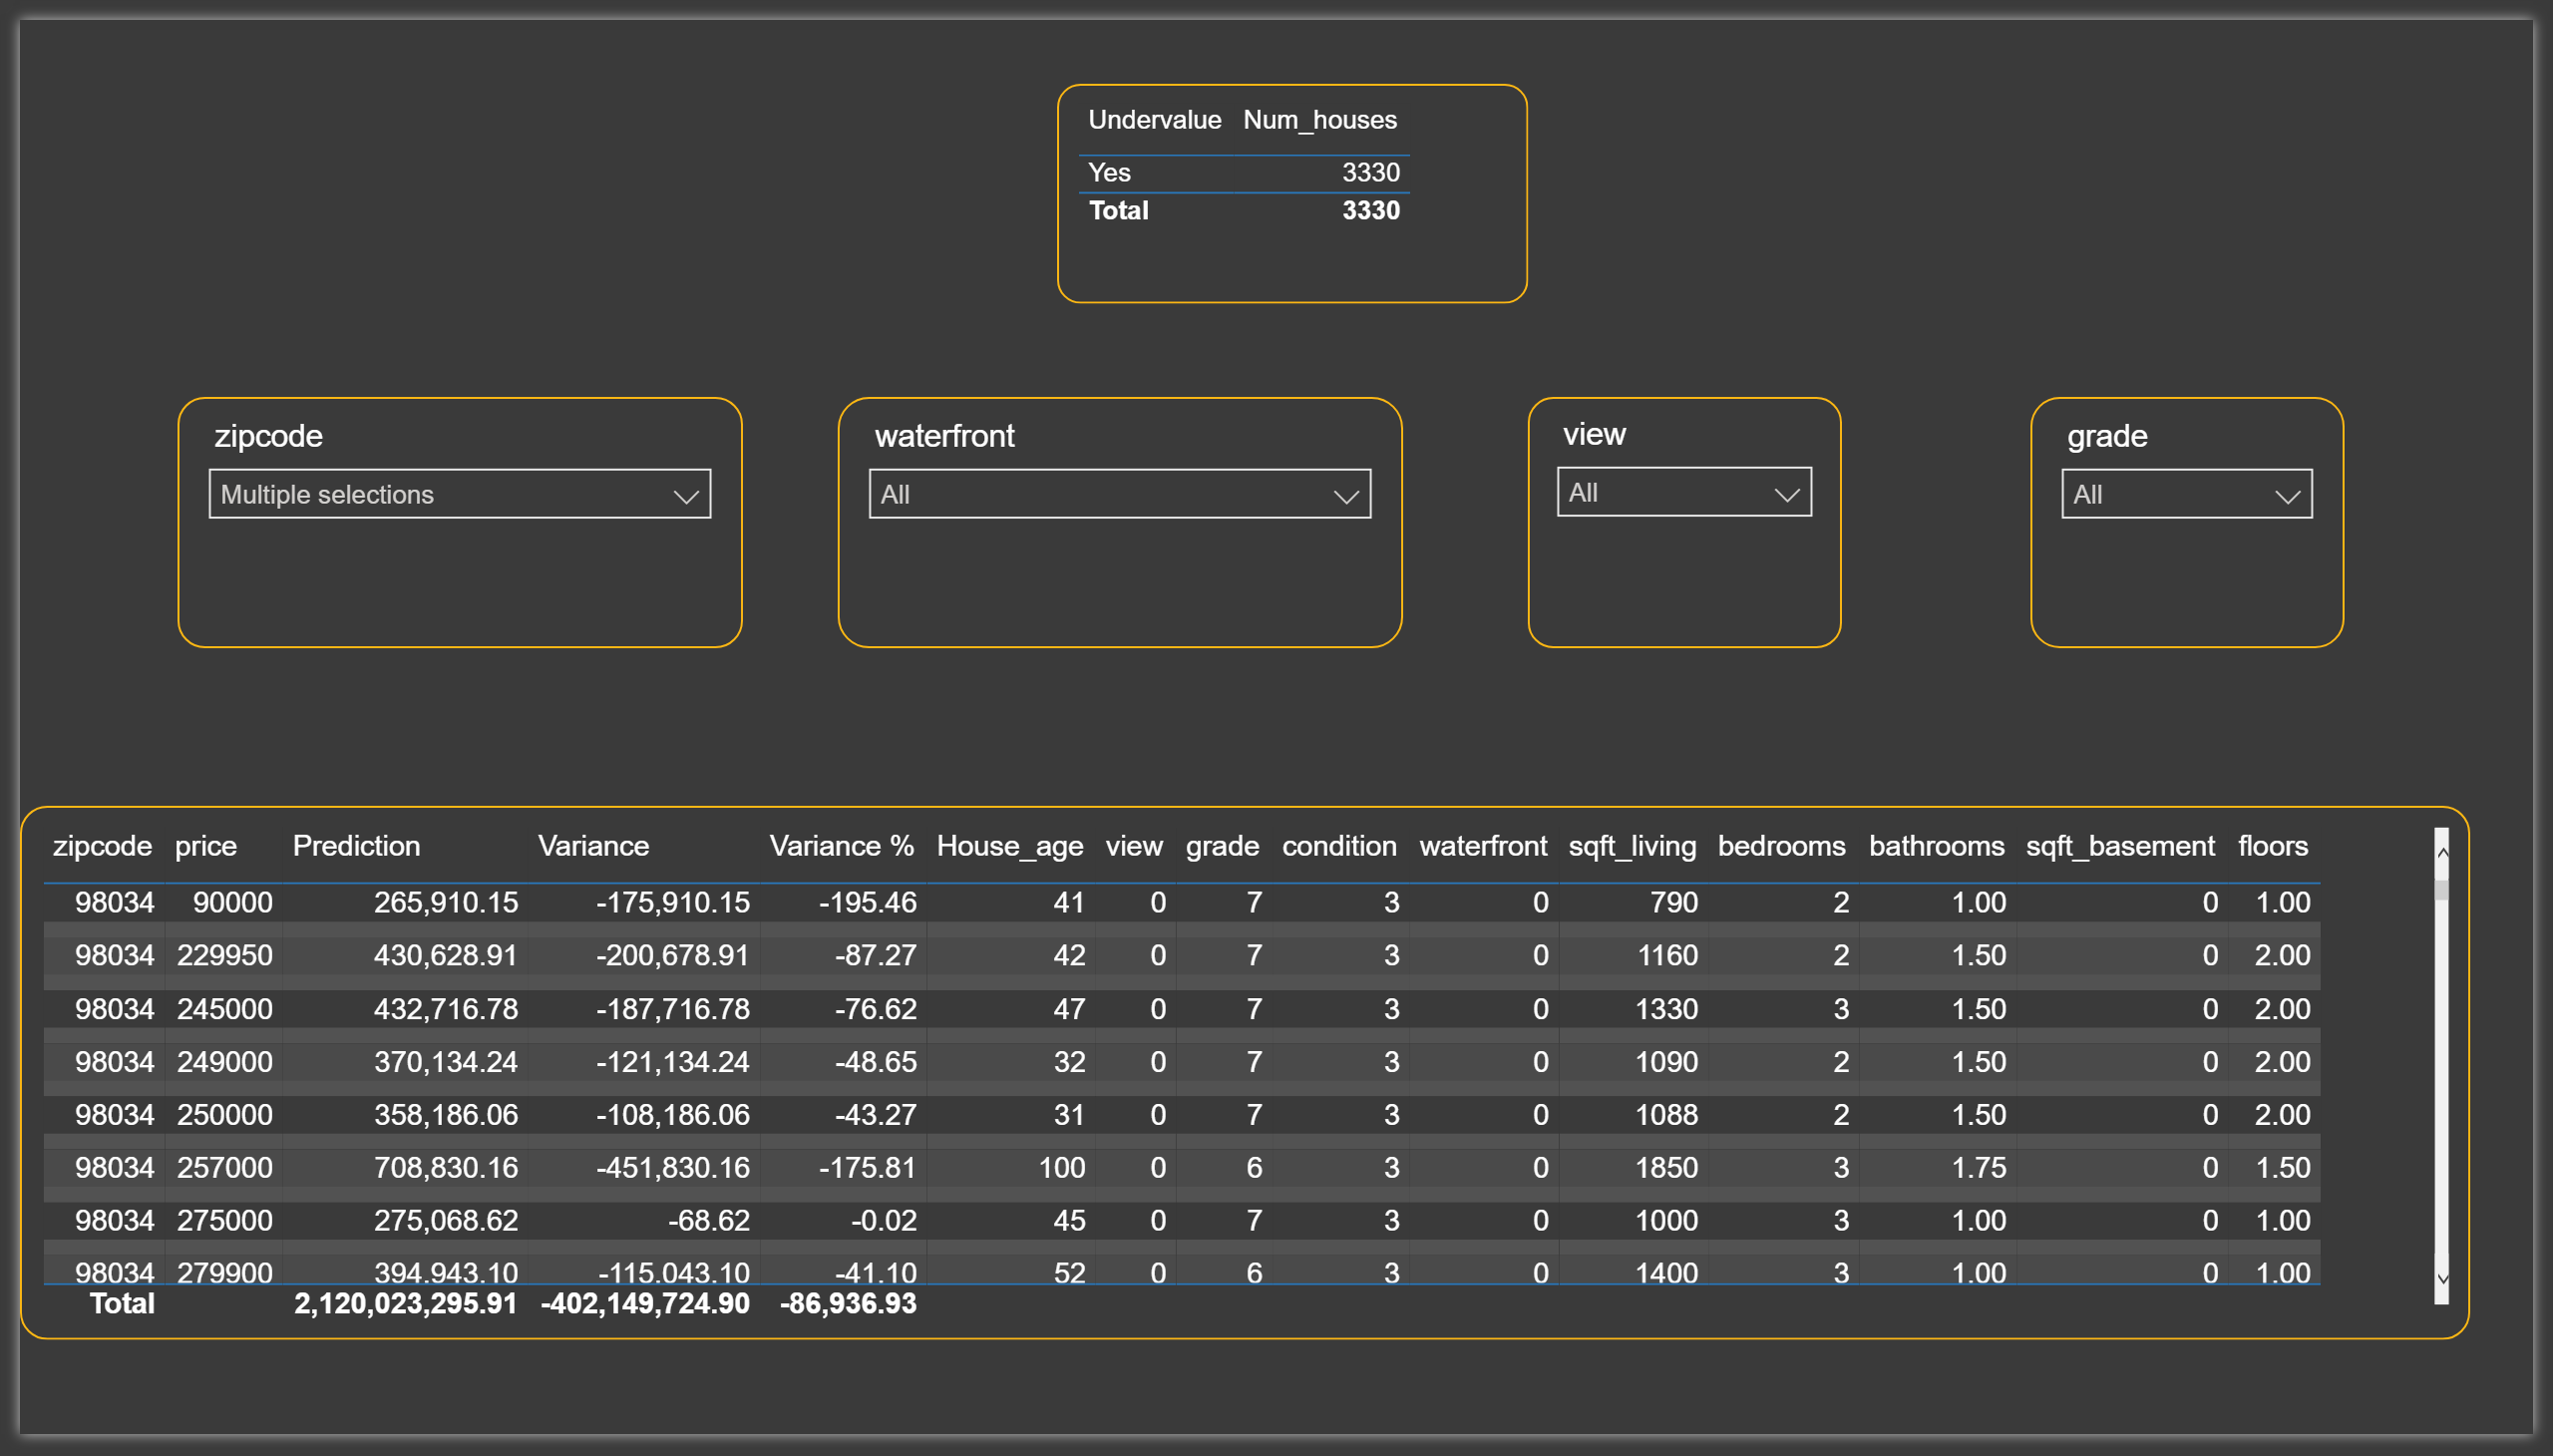 Undervalue Num_houses
Yes 3330
Total 3330
zipcode waterfront view grade
Multiple selections All All All
zipcode price Prediction Variance Variance % House_age view grade condition waterfront sqft_living bedrooms bathrooms sqft_basement floors
98034 90000 265,910.15 -175,910.15 -195.46 41 0 7 3 0 790 2 1.00 0 1.00
98034 229950 430,628.91 -200,678.91 -87.27 42 0 7 3 0 1160 2 1.50 0 2.00
98034 245000 432,716.78 -187,716.78 -76.62 47 0 7 3 0 1330 3 1.50 0 2.00
98034 249000 370,134.24 -121,134.24 -48.65 32 0 7 3 0 1090 2 1.50 0 2.00
98034 250000 358,186.06 -108,186.06 -43.27 31 0 7 3 0 1088 2 1.50 0 2.00
98034 257000 708,830.16 -451,830.16 -175.81 100 0 6 3 0 1850 3 1.75 0 1.50
98034 275000 275,068.62 -68.62 -0.02 45 0 7 3 0 1000 3 1.00 0 1.00
98034 279900 394,943.10 -115,043.10 -41.10 52 0 6 3 0 1400 3 1.00 0 1.00
Total 2,120,023,295.91 -402,149,724.90 -86,936.93